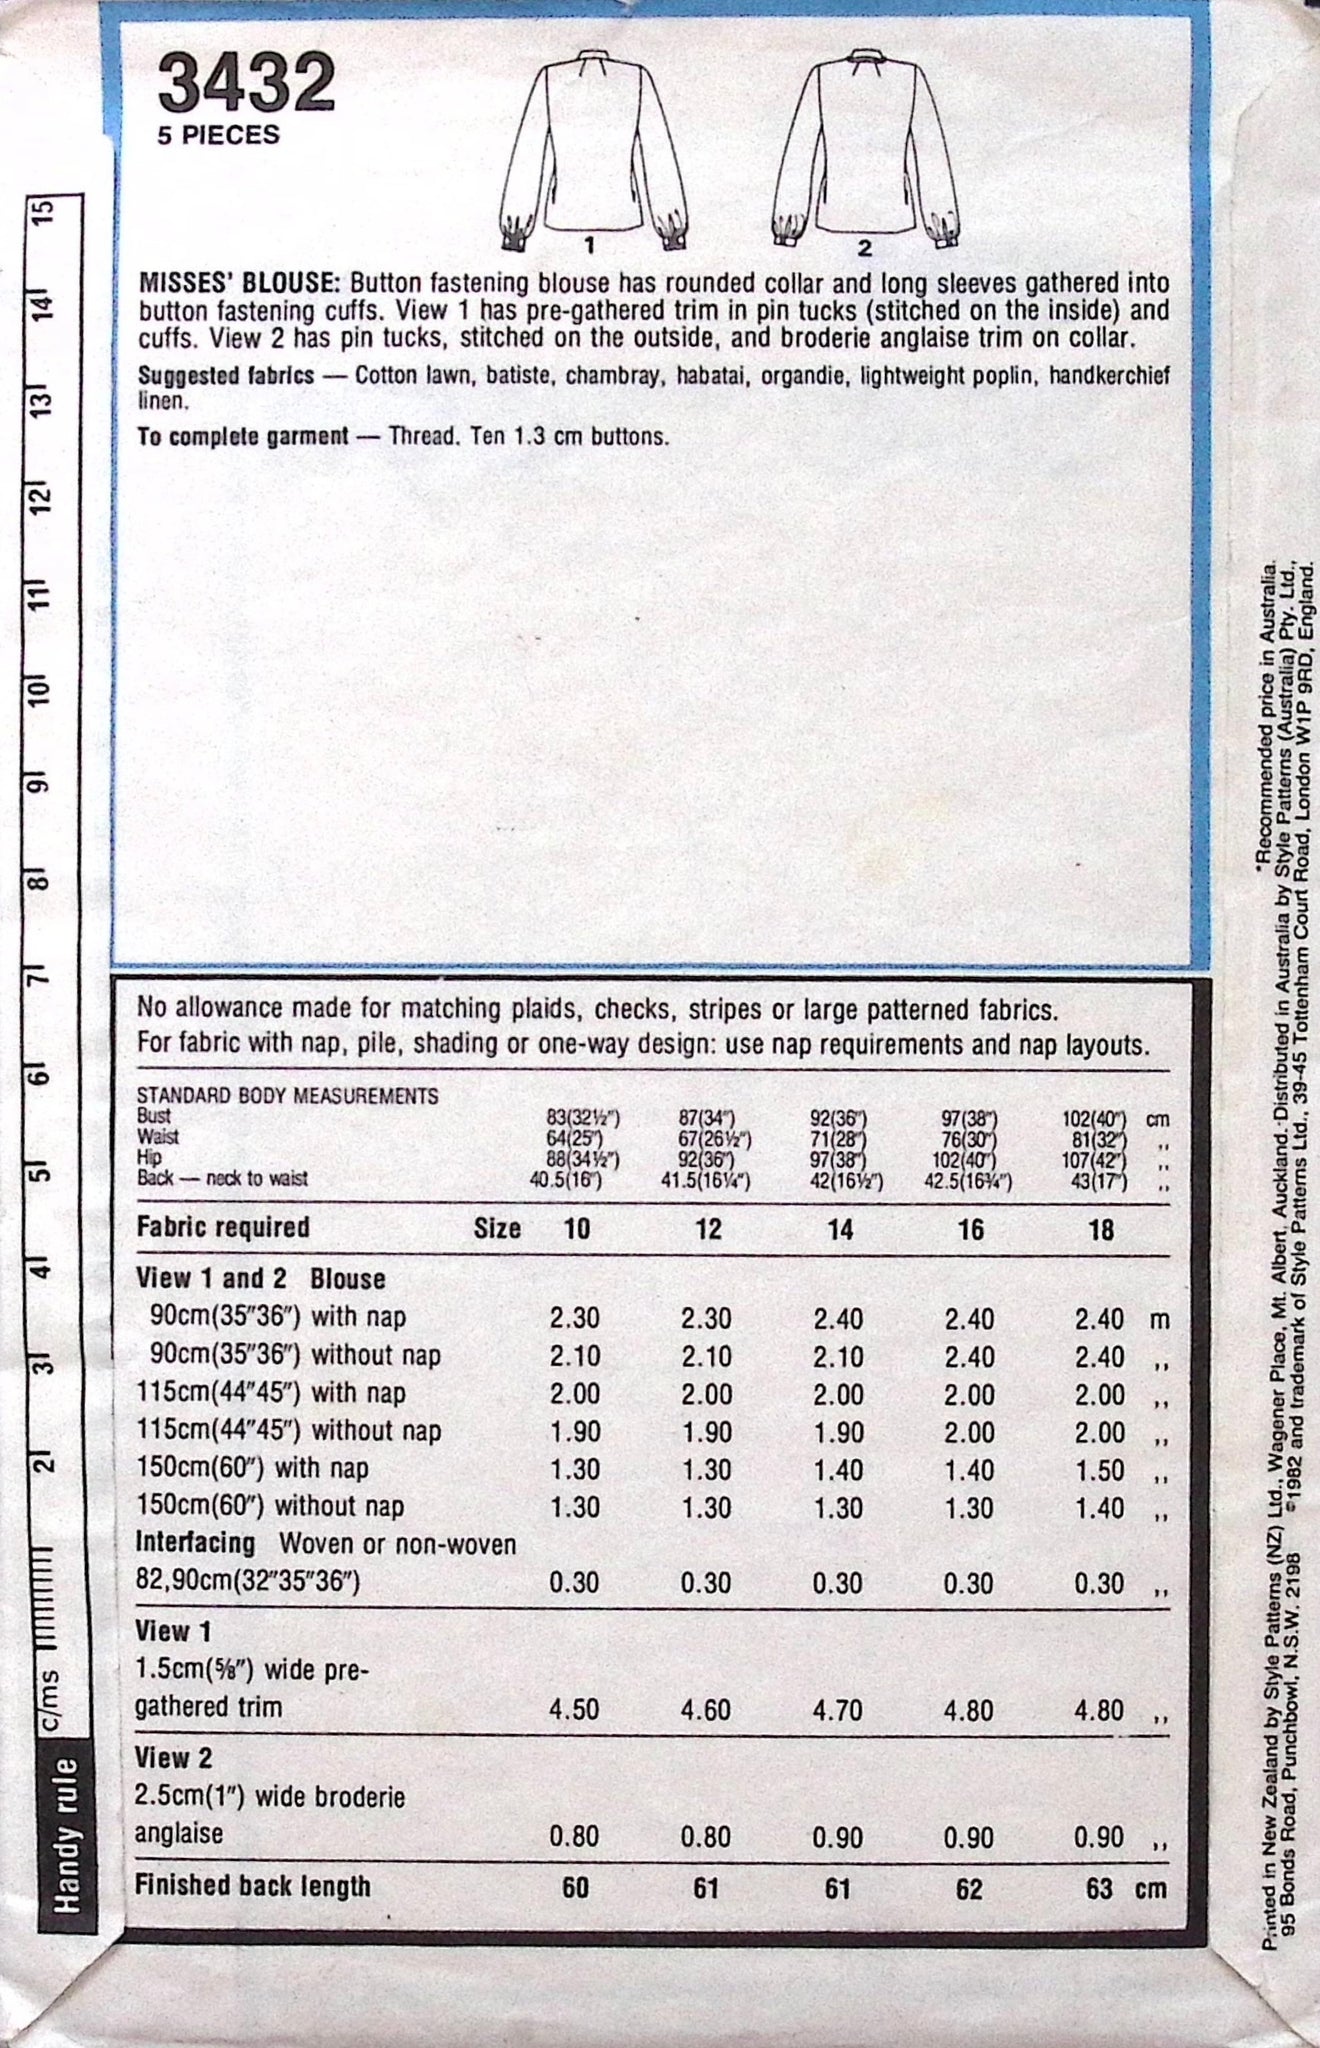 3432
5 PIECES
1
2
MISSES' BLOUSE: Button fastening blouse has rounded collar and long sleeves gathered into
button fastening cuffs. View 1 has pre-gathered trim in pin tucks (stitched on the inside) and
cuffs. View 2 has pin tucks, stitched on the outside, and broderie anglaise trim on collar.
Suggested fabrics — Cotton lawn, batiste, chambray, habatai, organdie, lightweight poplin, handkerchief
linen.
To complete garment — Thread. Ten 1.3 cm buttons.
No allowance made for matching plaids, checks, stripes or large patterned fabrics.
For fabric with nap, pile, shading or one-way design: use nap requirements and nap layouts.
STANDARD BODY MEASUREMENTS
Bust 83(32½") 87(34") 92(36") 97(38") 102(40") cm
Waist 64(25") 67(26½") 71(28") 76(30") 81(32") ,,
Hip 88(34½") 92(36") 97(38") 102(40") 107(42") ,,
Back — neck to waist 40.5(16") 41.5(16¼") 42(16½") 42.5(16¾") 43(17") ,,
Fabric required Size 10 12 14 16 18
View 1 and 2 Blouse
90cm(35"36") with nap 2.30 2.30 2.40 2.40 2.40 m
90cm(35"36") without nap 2.10 2.10 2.10 2.40 2.40 ,,
115cm(44"45") with nap 2.00 2.00 2.00 2.00 2.00 ,,
115cm(44"45") without nap 1.90 1.90 1.90 2.00 2.00 ,,
150cm(60") with nap 1.30 1.30 1.40 1.40 1.50 ,,
150cm(60") without nap 1.30 1.30 1.30 1.30 1.40 ,,
Interfacing Woven or non-woven
82,90cm(32"35"36") 0.30 0.30 0.30 0.30 0.30 ,,
View 1
1.5cm(⅝") wide pre-
gathered trim 4.50 4.60 4.70 4.80 4.80 ,,
View 2
2.5cm(1") wide broderie
anglaise 0.80 0.80 0.90 0.90 0.90 ,,
Finished back length 60 61 61 62 63 cm
Handy rule c/ms 2 3 4 5 6 7 8 9 10 11 12 13 14 15
*Recommended price in Australia.
Printed in New Zealand by Style Patterns (NZ) Ltd., Wagener Place, Mt. Albert, Auckland. Distributed in Australia by Style Patterns (Australia) Pty. Ltd.,
95 Bonds Road, Punchbowl, N.S.W. 2198 ©1982 and trademark of Style Patterns Ltd., 39-45 Tottenham Court Road, London W1P 9RD, England.